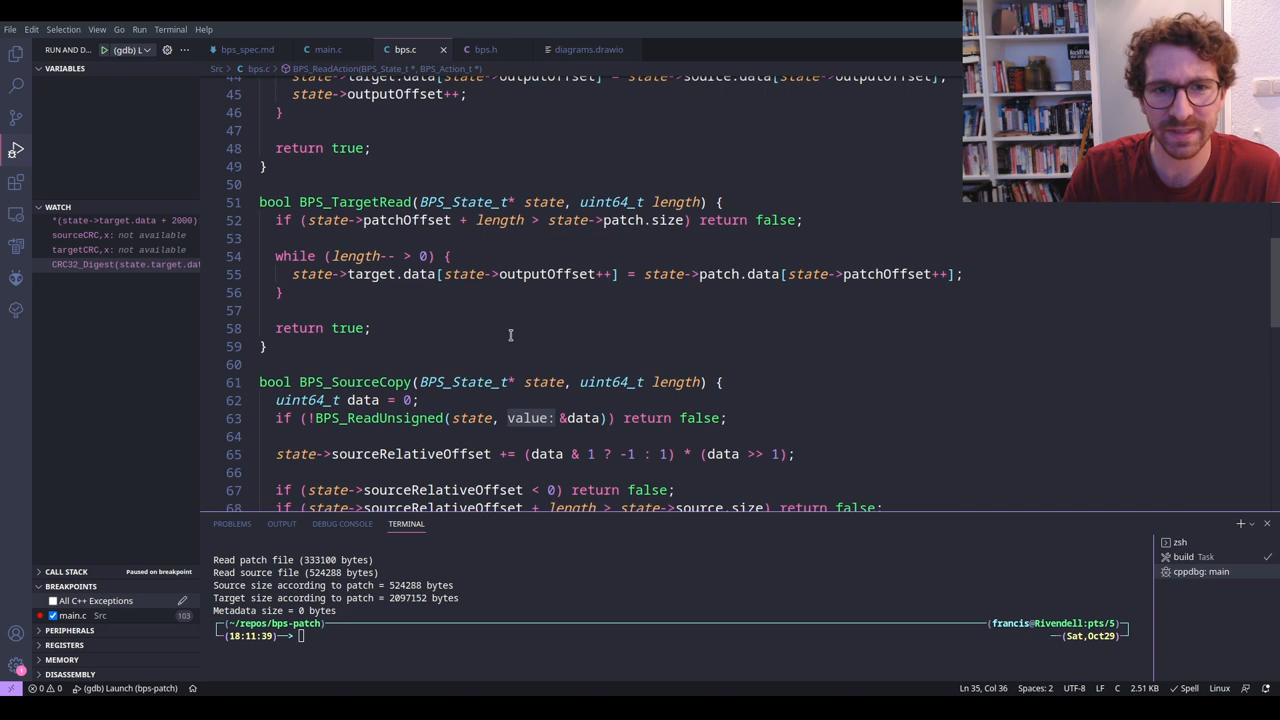 File Edit Selection View Go Run Terminal Help
RUN AND D... (gdb) L ...
bps_spec.md main.c bps.c bps.h diagrams.drawio
VARIABLES
Src > bps.c > BPS_ReadAction(BPS_State_t *, BPS_Action_t *)
44 state->target.data[state->outputOffset] = state->source.data[state->outputOffset];
45 state->outputOffset++;
46 }
47
48 return true;
49 }
50
51 bool BPS_TargetRead(BPS_State_t* state, uint64_t length) {
52 if (state->patchOffset + length > state->patch.size) return false;
53
54 while (length-- > 0) {
55 state->target.data[state->outputOffset++] = state->patch.data[state->patchOffset++];
56 }
57
58 return true;
59 }
60
61 bool BPS_SourceCopy(BPS_State_t* state, uint64_t length) {
62 uint64_t data = 0;
63 if (!BPS_ReadUnsigned(state, value: &data)) return false;
64
65 state->sourceRelativeOffset += (data & 1 ? -1 : 1) * (data >> 1);
66
67 if (state->sourceRelativeOffset < 0) return false;
68 if (state->sourceRelativeOffset + length > state->source.size) return false;
WATCH
*(state->target.data + 2000)
sourceCRC,x: not available
targetCRC,x: not available
CRC32_Digest(state.target.dat
CALL STACK Paused on breakpoint
BREAKPOINTS
All C++ Exceptions
main.c Src 103
PERIPHERALS
REGISTERS
MEMORY
DISASSEMBLY
PROBLEMS OUTPUT DEBUG CONSOLE TERMINAL
Read patch file (333100 bytes)
Read source file (524288 bytes)
Source size according to patch = 524288 bytes
Target size according to patch = 2097152 bytes
Metadata size = 0 bytes
(~/repos/bps-patch) (francis@Rivendell:pts/5)
(18:11:39)──> (Sat,Oct29)
zsh
build Task
cppdbg: main
1
0 0 (gdb) Launch (bps-patch) Ln 35, Col 36 Spaces: 2 UTF-8 LF C 2.51 KB Spell Linux